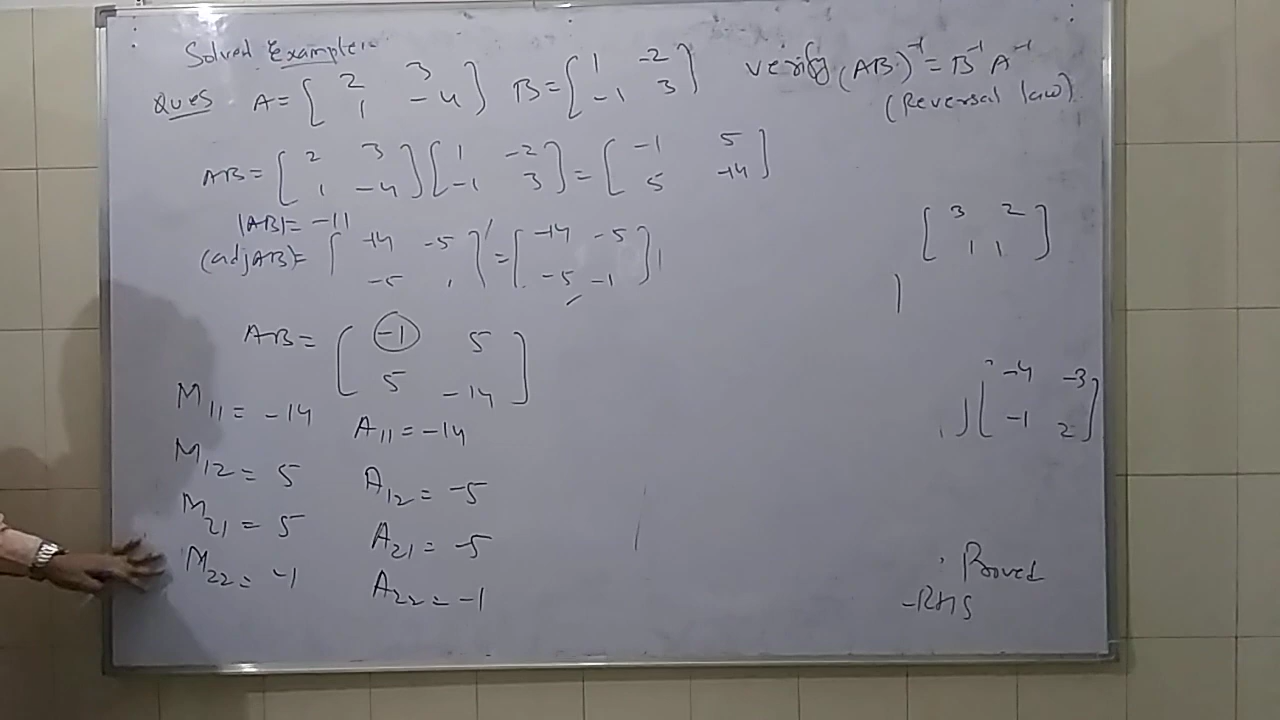 Solved Example:-
Ques A = [ 2 3 B = [ 1 -2 verify (AB)⁻¹ = B⁻¹ A⁻¹
1 -4 ] -1 3 ] (Reversal law)
AB = [ 2 3 ] [ 1 -2 ] = [ -1 5 ]
1 -4 -1 3 5 -14
|AB| = -11
(adj AB) = [ -14 -5 ]' = [ -14 -5 ]
-5 -5 -1
[ 3 2 ]
1 1
AB = [ -1 5 ]
5 -14
[ -4 -3 ]
-1 2
M11 = -14 A11 = -14
M12 = 5 A12 = -5
M21 = 5 A21 = -5
M22 = -1 A22 = -1
Proved
-RHS